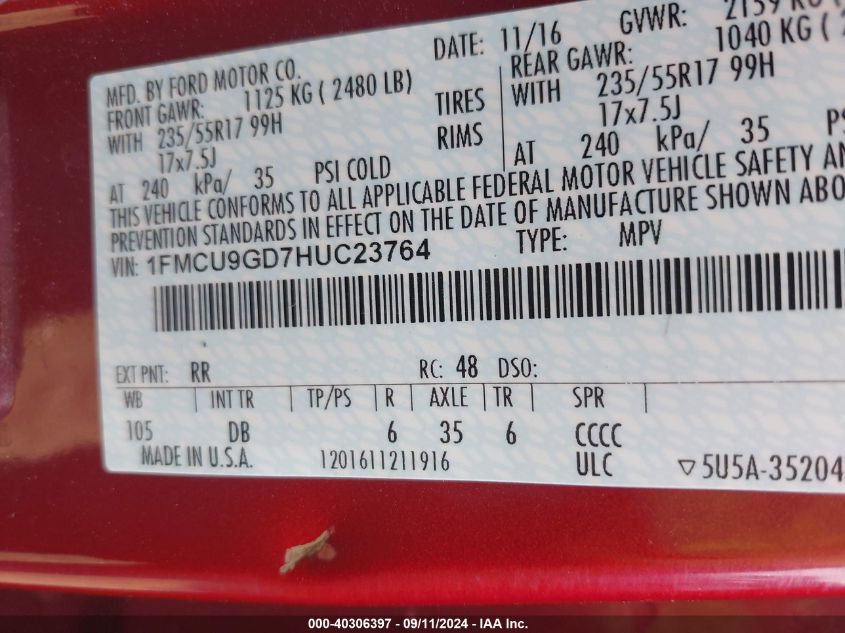 MFD. BY FORD MOTOR CO. DATE: 11/16 GVWR:
FRONT GAWR: 1125 KG ( 2480 LB) REAR GAWR: 1040 KG (
WITH 235/55R17 99H TIRES WITH 235/55R17 99H
17x7.5J RIMS 17x7.5J
AT 240 kPa/ 35 PSI COLD AT 240 kPa/ 35
THIS VEHICLE CONFORMS TO ALL APPLICABLE FEDERAL MOTOR VEHICLE SAFETY
PREVENTION STANDARDS IN EFFECT ON THE DATE OF MANUFACTURE SHOWN
VIN: 1FMCU9GD7HUC23764 TYPE: MPV
EXT PNT: RR RC: 48 DSO:
WB | INT TR | TP/PS | R | AXLE | TR | SPR |
105 DB 6 35 6 CCCC
MADE IN U.S.A. 1201611211916 ULC ▽5U5A-35204
000-40306397 - 09/11/2024 - IAA Inc.